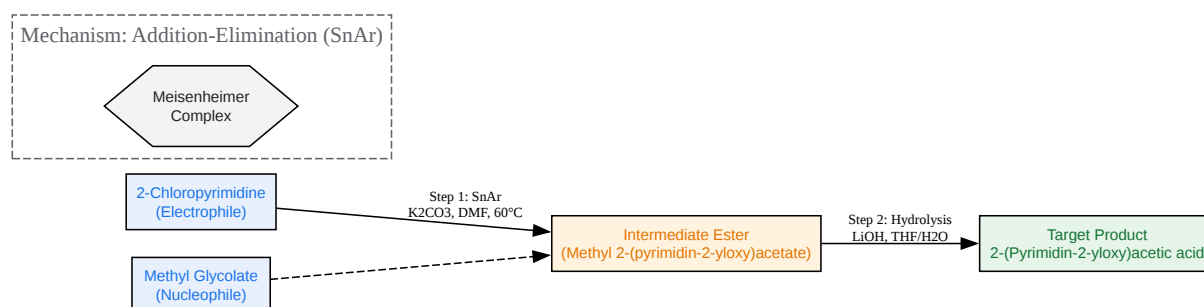 Mechanism: Addition-Elimination (SnAr)
Meisenheimer
Complex
2-Chloropyrimidine
(Electrophile)
Step 1: SnAr
K2CO3, DMF, 60°C
Methyl Glycolate
(Nucleophile)
Intermediate Ester
(Methyl 2-(pyrimidin-2-yloxy)acetate)
Step 2: Hydrolysis
LiOH, THF/H2O
Target Product
2-(Pyrimidin-2-yloxy)acetic acid